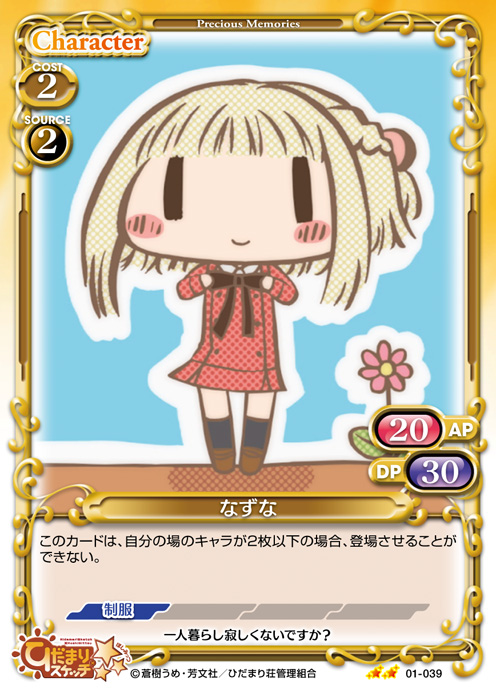 Precious Memories
Character
COST
2
SOURCE
2
20 AP
DP 30
なずな
このカードは、自分の場のキャラが2枚以下の場合、登場させることが
できない。
制服
一人暮らし寂しくないですか？
ひだまり
スケッチ
©蒼樹うめ・芳文社／ひだまり荘管理組合
01-039